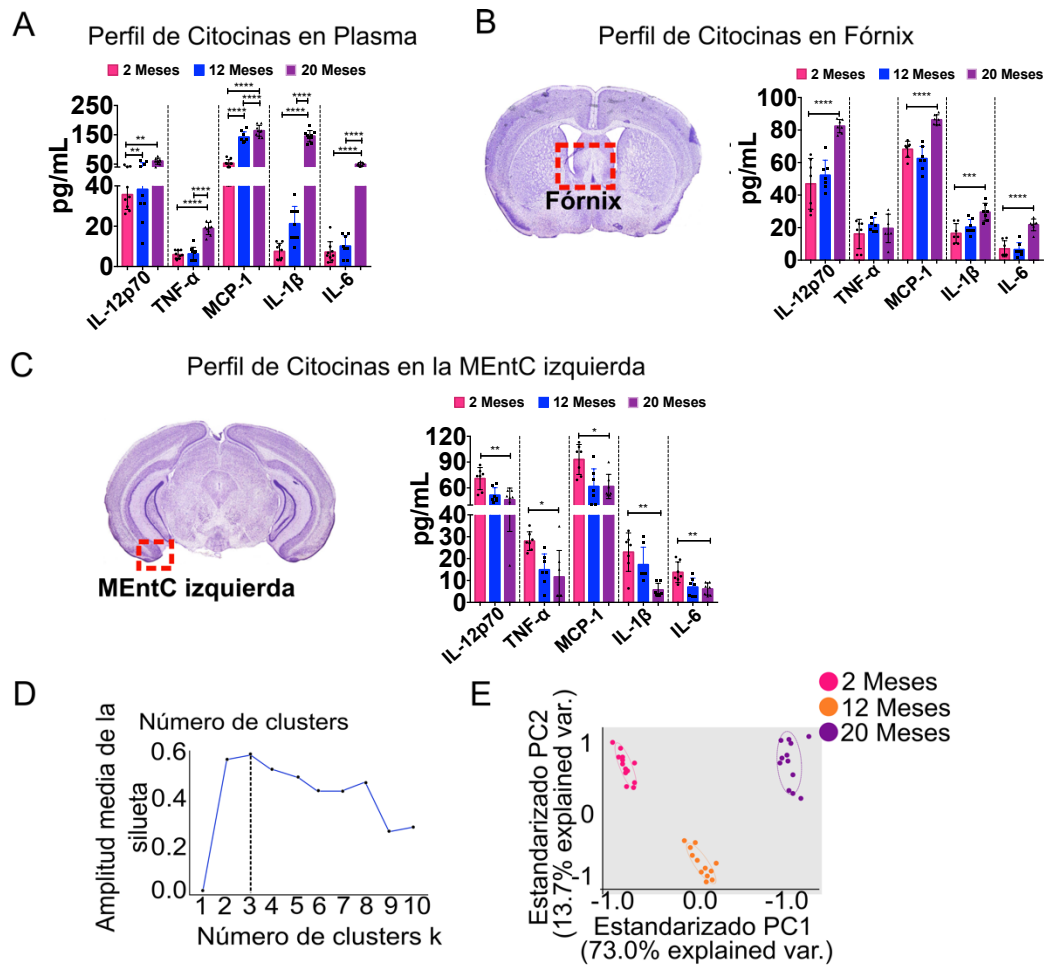 A
Perfil de Citocinas en Plasma
2 Meses 12 Meses 20 Meses
pg/mL
250
150
50
40
20
0
** ** **** **** **** **** **** **** **** **** ****
IL-12p70 TNF-α MCP-1 IL-1β IL-6
B
Perfil de Citocinas en Fórnix
Fórnix
2 Meses 12 Meses 20 Meses
pg/mL
100
80
60
40
20
0
**** **** *** ****
IL-12p70 TNF-α MCP-1 IL-1β IL-6
C
Perfil de Citocinas en la MEntC izquierda
MEntC izquierda
2 Meses 12 Meses 20 Meses
pg/mL
120
90
60
40
30
20
10
0
** * * ** **
IL-12p70 TNF-α MCP-1 IL-1β IL-6
D
Número de clusters
Amplitud media de la
silueta
0.6
0.4
0.2
0.0
1 2 3 4 5 6 7 8 9 10
Número de clusters k
E
2 Meses
12 Meses
20 Meses
Estandarizado PC2
(13.7% explained var.)
1
0
-1
-1.0 0.0 -1.0
Estandarizado PC1
(73.0% explained var.)